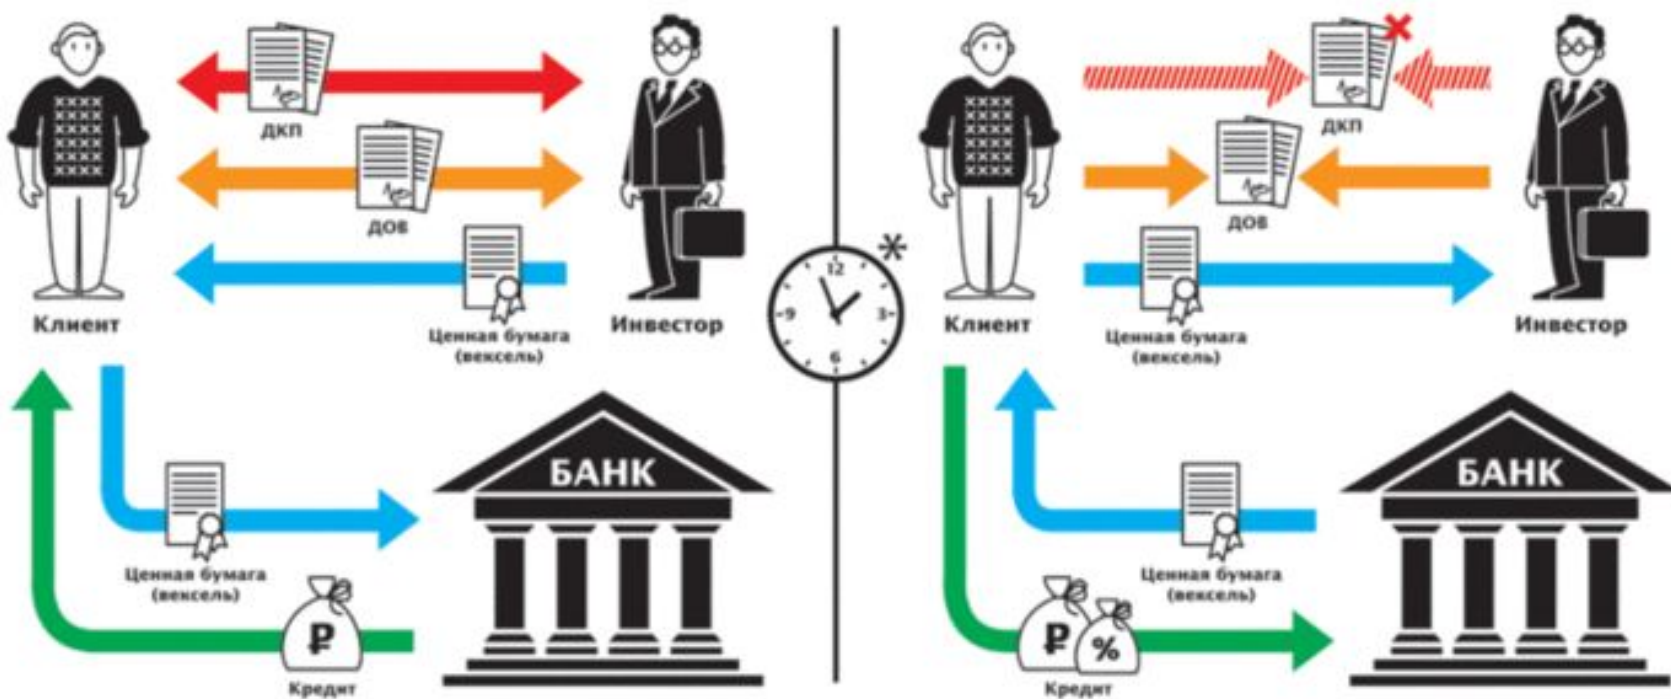 ДКП
ДОВ
Ценная бумага
(вексель)
Клиент
Инвестор
Ценная бумага
(вексель)
БАНК
₽
Кредит
12
3
6
9
*
ДКП
ДОВ
Ценная бумага
(вексель)
Клиент
Инвестор
Ценная бумага
(вексель)
БАНК
₽
%
Кредит